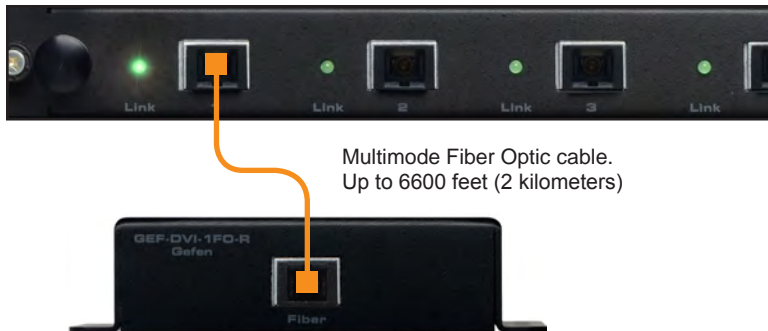 Link
Link 2
Link 3
Link
Multimode Fiber Optic cable.
Up to 6600 feet (2 kilometers)
GEF-DVI-1FO-R
Gefen
Fiber